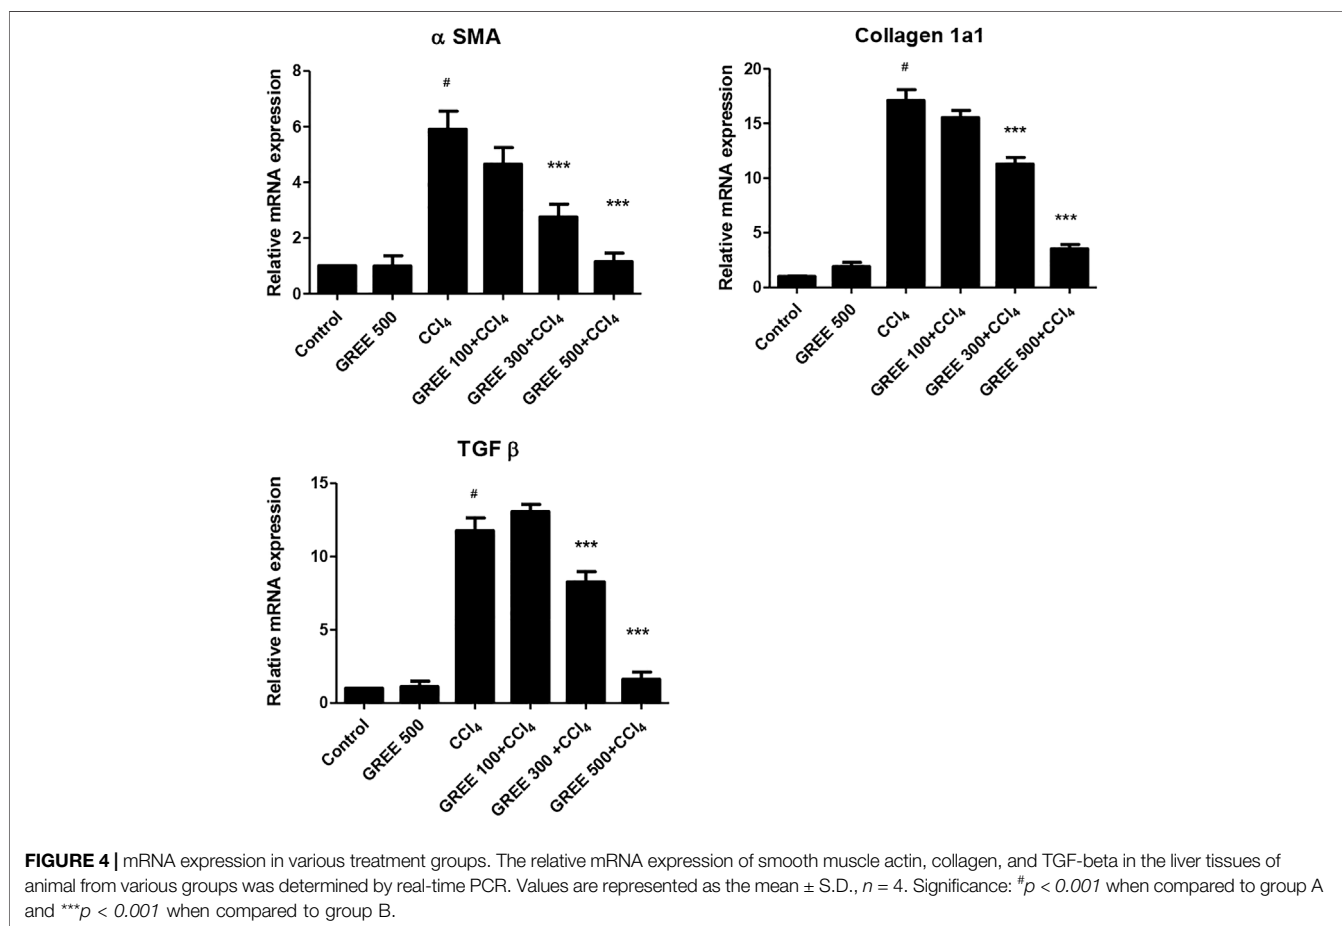 α SMA
8
6
4
2
0
Relative mRNA expression
#
***
***
Control
GREE 500
CCl₄
GREE 100+CCl₄
GREE 300+CCl₄
GREE 500+CCl₄
Collagen 1a1
20
15
10
5
0
Relative mRNA expression
#
***
***
Control
GREE 500
CCl₄
GREE 100+CCl₄
GREE 300+CCl₄
GREE 500+CCl₄
TGF β
15
10
5
0
Relative mRNA expression
#
***
***
Control
GREE 500
CCl₄
GREE 100+CCl₄
GREE 300 +CCl₄
GREE 500+CCl₄
FIGURE 4 | mRNA expression in various treatment groups. The relative mRNA expression of smooth muscle actin, collagen, and TGF-beta in the liver tissues of
animal from various groups was determined by real-time PCR. Values are represented as the mean ± S.D., n = 4. Significance: #p < 0.001 when compared to group A
and ***p < 0.001 when compared to group B.